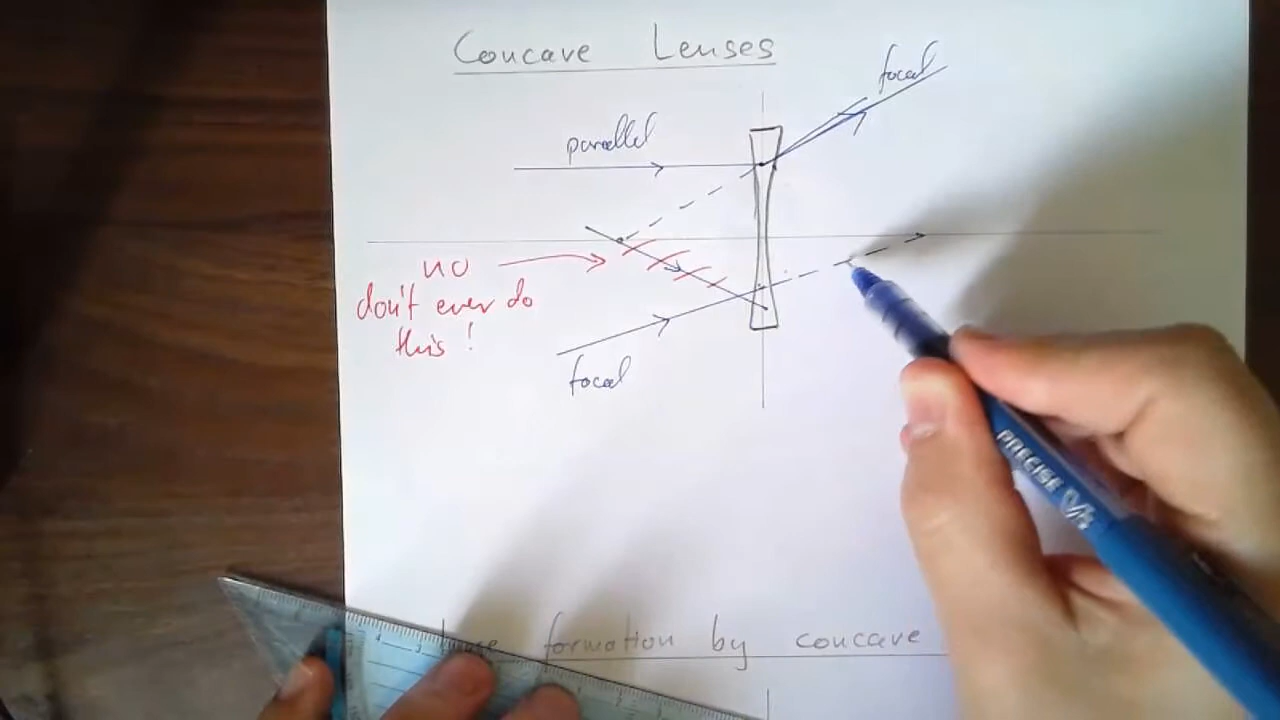 Concave Lenses
focal
parallel
no
don't ever do
this!
focal
PRECISE V5
formation by concave